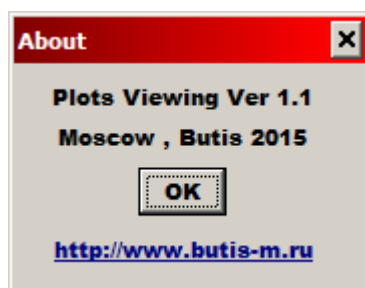 About
Plots Viewing Ver 1.1
Moscow , Butis 2015
OK
http://www.butis-m.ru